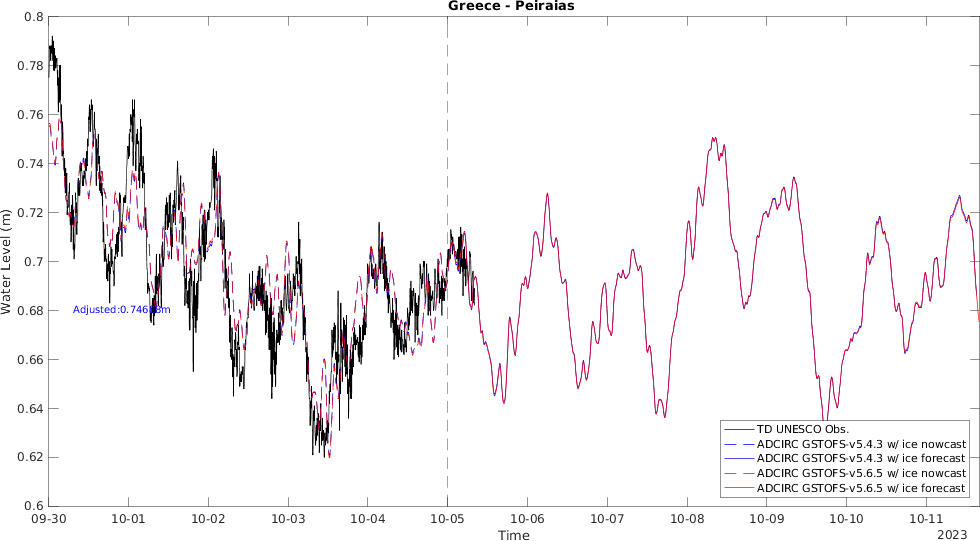 Greece - Peiraias
0.8
0.78
0.76
0.74
0.72
0.7
0.68
0.66
0.64
0.62
0.6
Water Level (m)
TD UNESCO Obs.
ADCIRC GSTOFS-v5.4.3 w/ ice nowcast
ADCIRC GSTOFS-v5.4.3 w/ ice forecast
ADCIRC GSTOFS-v5.6.5 w/ ice nowcast
ADCIRC GSTOFS-v5.6.5 w/ ice forecast
09-30 10-01 10-02 10-03 10-04 10-05 10-06 10-07 10-08 10-09 10-10 10-11
Time
2023